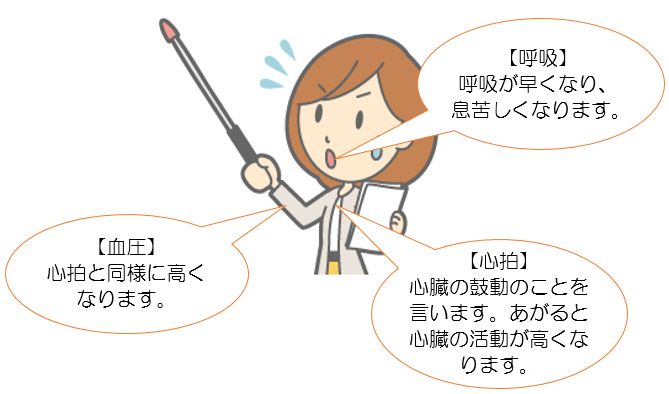 【呼吸】
呼吸が早くなり、
息苦しくなります。
【血圧】
心拍と同様に高く
なります。
【心拍】
心臓の鼓動のことを
言います。あがると
心臓の活動が高くな
ります。